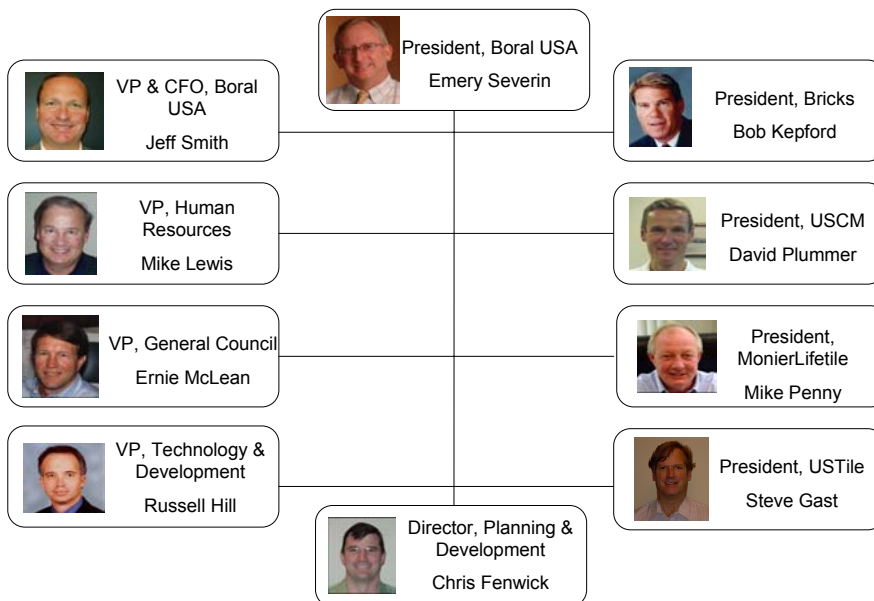 President, Boral USA
Emery Severin
VP & CFO, Boral
USA
Jeff Smith
President, Bricks
Bob Kepford
VP, Human
Resources
Mike Lewis
President, USCM
David Plummer
VP, General Council
Ernie McLean
President,
MonierLifetile
Mike Penny
VP, Technology &
Development
Russell Hill
President, USTile
Steve Gast
Director, Planning &
Development
Chris Fenwick